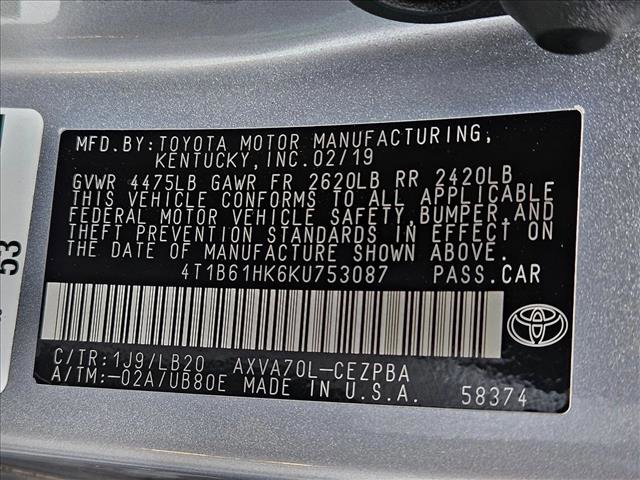 MFD.BY:TOYOTA MOTOR MANUFACTURING,
KENTUCKY,INC.02/19
GVWR 4475LB GAWR FR 2620LB RR 2420LB
THIS VEHICLE CONFORMS TO ALL APPLICABLE
FEDERAL MOTOR VEHICLE SAFETY,BUMPER,AND
THEFT PREVENTION STANDARDS IN EFFECT ON
THE DATE OF MANUFACTURE SHOWN ABOVE.
4T1B61HK6KU753087 PASS.CAR
C/TR:1J9/LB20 AXVA70L-CEZPBA
A/TM:-02A/UB80E MADE IN U.S.A. 58374
53